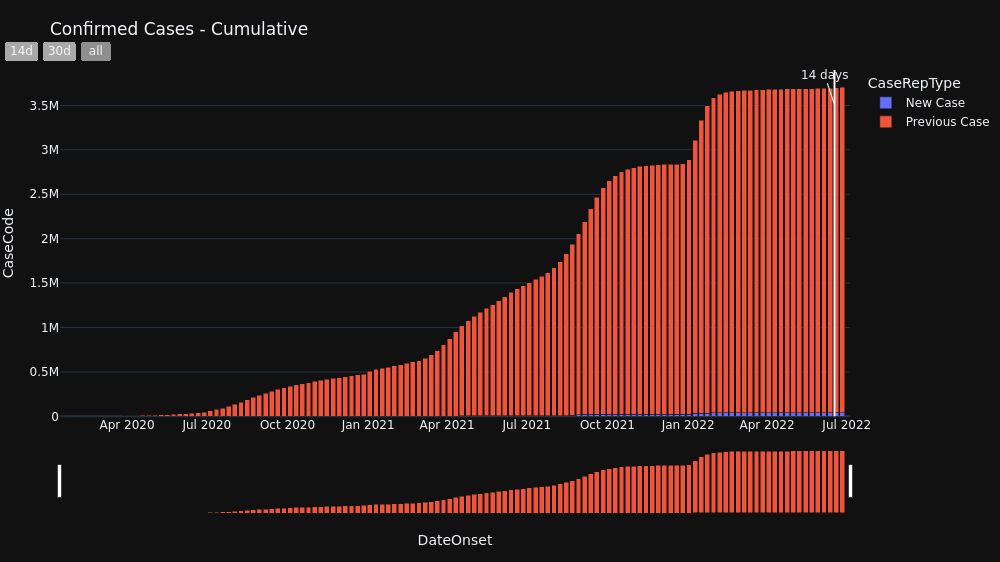 Confirmed Cases - Cumulative
14d 30d all
14 days
CaseRepType
New Case
Previous Case
3.5M
3M
2.5M
2M
1.5M
1M
0.5M
0
CaseCode
Apr 2020 Jul 2020 Oct 2020 Jan 2021 Apr 2021 Jul 2021 Oct 2021 Jan 2022 Apr 2022 Jul 2022
DateOnset